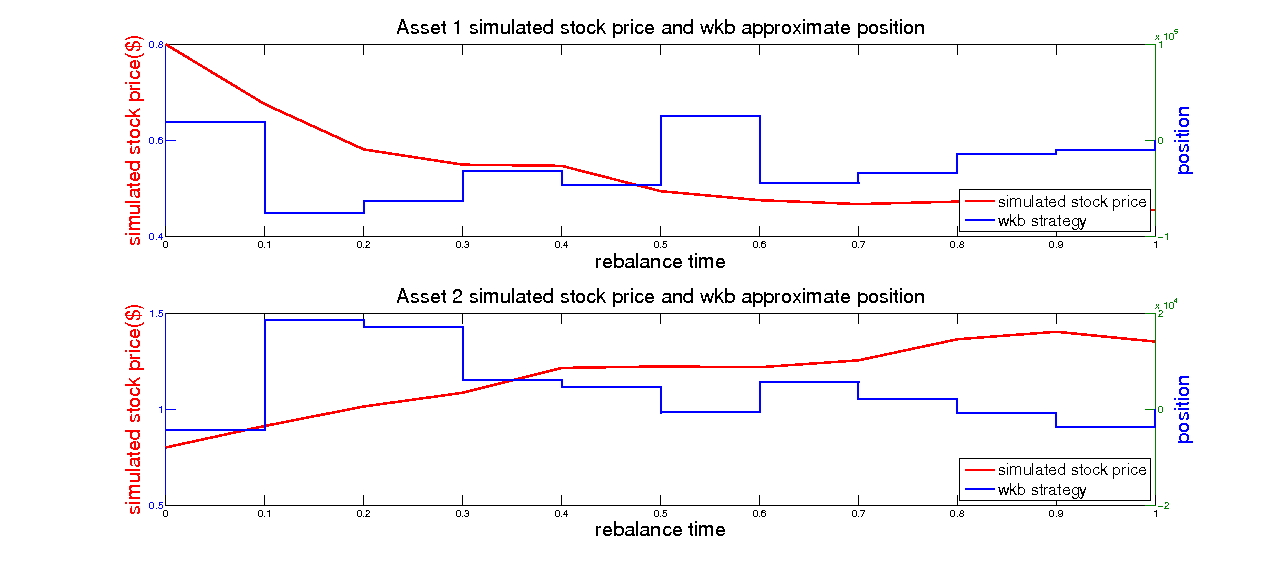 Asset 1 simulated stock price and wkb approximate position
simulated stock price($)
0.8
0.6
0.4
x 10^5
1
0
-1
position
simulated stock price
wkb strategy
0 0.1 0.2 0.3 0.4 0.5 0.6 0.7 0.8 0.9 1
rebalance time
Asset 2 simulated stock price and wkb approximate position
simulated stock price($)
1.5
1
0.5
x 10^4
2
0
-2
position
simulated stock price
wkb strategy
0 0.1 0.2 0.3 0.4 0.5 0.6 0.7 0.8 0.9 1
rebalance time